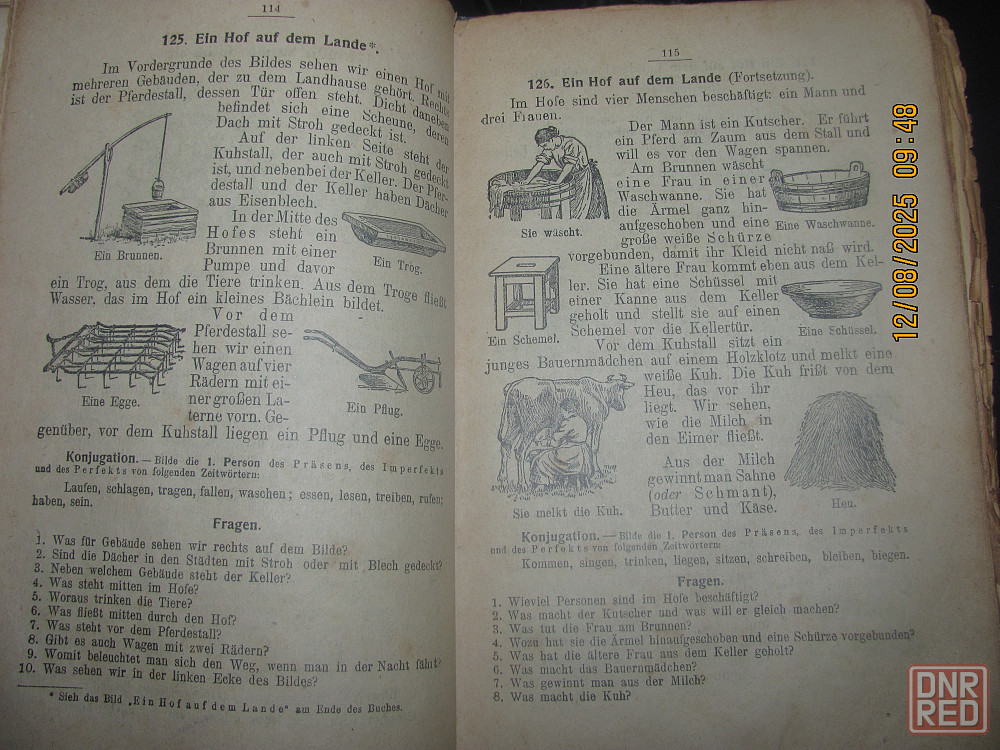 114
125. Ein Hof auf dem Lande*.
Im Vordergrunde des Bildes sehen wir einen Hof mit
mehreren Gebäuden, der zu dem Landhause gehört. Rechts
ist der Pferdestall, dessen Tür offen steht. Dicht daneben
befindet sich eine Scheune, deren
Dach mit Stroh gedeckt ist.
Auf der linken Seite steht der
Kuhstall, der auch mit Stroh gedeckt
ist, und nebenbei der Keller. Der Pfer-
destall und der Keller haben Dächer
aus Eisenblech.
In der Mitte des
Hofes steht ein
Brunnen mit einer
Pumpe und davor
Ein Brunnen.
Ein Trog.
ein Trog, aus dem die Tiere trinken. Aus dem Troge fließt
Wasser, das im Hof ein kleines Bächlein bildet.
Vor dem
Pferdestall se-
hen wir einen
Wagen auf vier
Rädern mit ei-
ner großen La-
terne vorn. Ge-
Eine Egge.
Ein Pflug.
genüber, vor dem Kuhstall liegen ein Pflug und eine Egge.
Konjugation. — Bilde die 1. Person des Präsens, des Imperfekts
und des Perfekts von folgenden Zeitwörtern:
Laufen, schlagen, tragen, fallen, waschen; essen, lesen, treiben, rufen;
haben, sein.
Fragen.
1. Was für Gebäude sehen wir rechts auf dem Bilde?
2. Sind die Dächer in den Städten mit Stroh oder mit Blech gedeckt?
3. Neben welchem Gebäude steht der Keller?
4. Was steht mitten im Hofe?
5. Woraus trinken die Tiere?
6. Was fließt mitten durch den Hof?
7. Was steht vor dem Pferdestall?
8. Gibt es auch Wagen mit zwei Rädern?
9. Womit beleuchtet man sich den Weg, wenn man in der Nacht fährt?
10. Was sehen wir in der linken Ecke des Bildes?
* Sieh das Bild „Ein Hof auf dem Lande“ am Ende des Buches.
115
126. Ein Hof auf dem Lande (Fortsetzung).
Im Hofe sind vier Menschen beschäftigt: ein Mann und
drei Frauen.
Der Mann ist ein Kutscher. Er führt
ein Pferd am Zaum aus dem Stall und
will es vor den Wagen spannen.
Am Brunnen wäscht
eine Frau in einer
Waschwanne. Sie hat
die Ärmel ganz hin-
aufgeschoben und eine
große weiße Schürze
Sie wäscht.
Eine Waschwanne.
vorgebunden, damit ihr Kleid nicht naß wird.
Eine ältere Frau kommt eben aus dem Kel-
ler. Sie hat eine Schüssel mit
einer Kanne aus dem Keller
geholt und stellt sie auf einen
Schemel vor die Kellertür.
Ein Schemel.
Eine Schüssel.
Vor dem Kuhstall sitzt ein
junges Bauernmädchen auf einem Holzklotz und melkt eine
weiße Kuh. Die Kuh frißt von dem
Heu, das vor ihr
liegt. Wir sehen,
wie die Milch in
den Eimer fließt.
Aus der Milch
gewinnt man Sahne
(oder Schmant),
Butter und Käse.
Sie melkt die Kuh.
Heu.
Konjugation. — Bilde die 1. Person des Präsens, des Imperfekts
und des Perfekts von folgenden Zeitwörtern:
Kommen, singen, trinken, liegen, sitzen, schreiben, bleiben, biegen.
Fragen.
1. Wieviel Personen sind im Hofe beschäftigt?
2. Was macht der Kutscher und was will er gleich machen?
3. Was tut die Frau am Brunnen?
4. Wozu hat sie die Ärmel hinaufgeschoben und eine Schürze vorgebunden?
5. Was hat die ältere Frau aus dem Keller geholt?
6. Was macht das Bauernmädchen?
7. Was gewinnt man aus der Milch?
8. Was macht die Kuh?
12/08/2025 09:48
DNR
RED